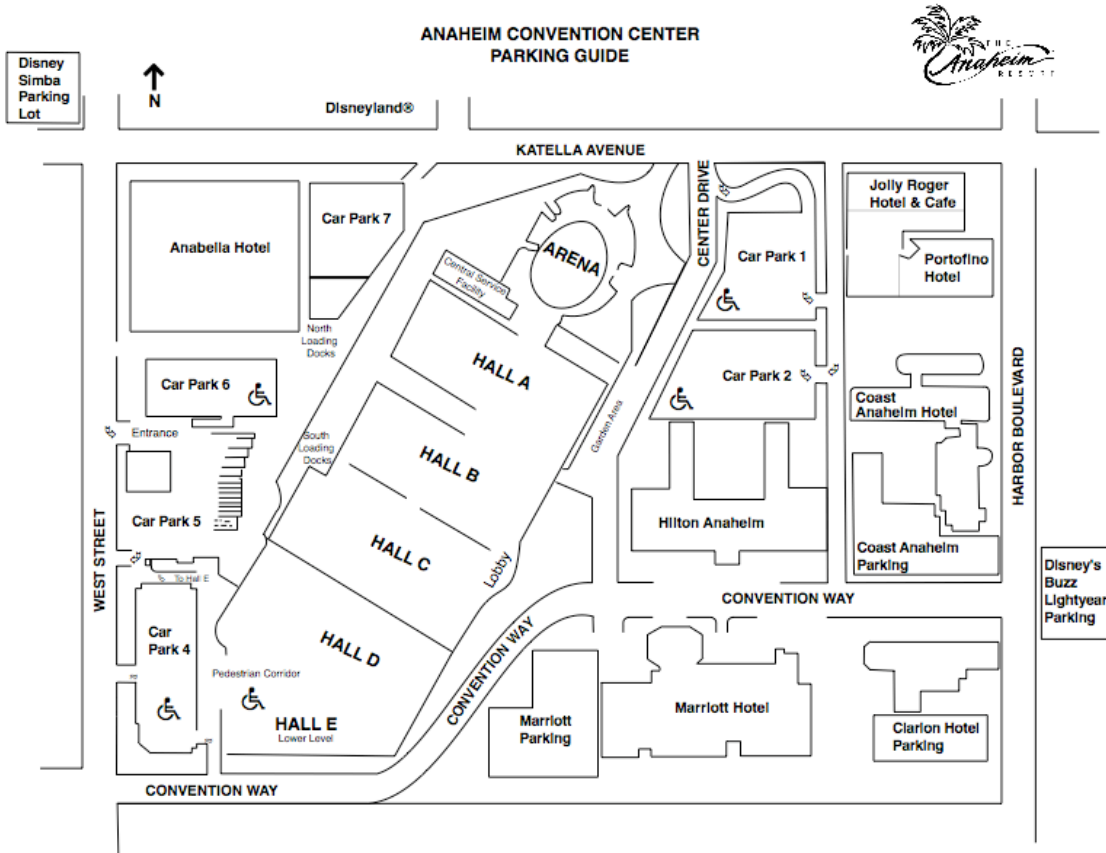 ANAHEIM CONVENTION CENTER
PARKING GUIDE
THE
Anaheim
RESORT
Disney
Simba
Parking
Lot
N
Disneyland®
KATELLA AVENUE
CENTER DRIVE
Jolly Roger
Hotel & Cafe
Portofino
Hotel
Car Park 7
Anabella Hotel
ARENA
Car Park 1
Central Service
Facility
North
Loading
Docks
HALL A
Car Park 2
Car Park 6
Coast
Anaheim Hotel
HARBOR BOULEVARD
Garden Area
Entrance
South
Loading
Docks
HALL B
Car Park 5
Hilton Anaheim
WEST STREET
HALL C
Lobby
Coast Anaheim
Parking
To Hall E
Disney's
Buzz
Lightyear
Parking
CONVENTION WAY
Car
Park 4
HALL D
Pedestrian Corridor
CONVENTION WAY
HALL E
Lower Level
Marriott
Parking
Marriott Hotel
Clarion Hotel
Parking
CONVENTION WAY